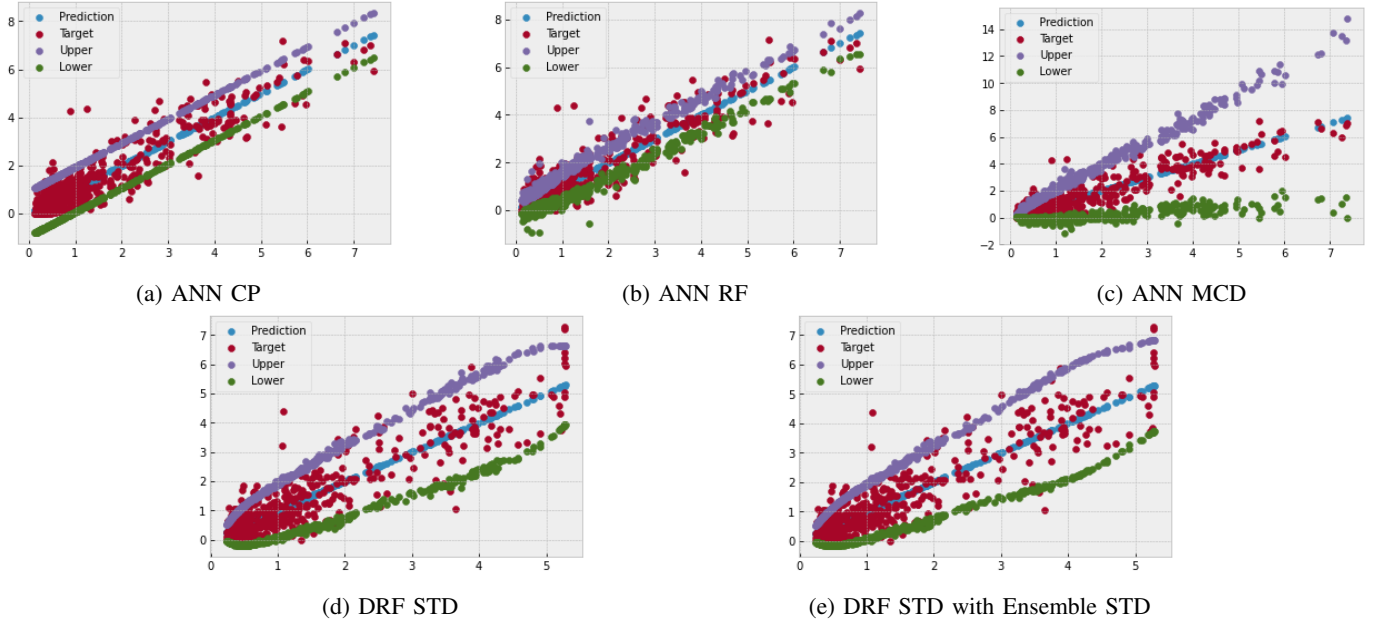 Prediction
Target
Upper
Lower
8
6
4
2
0
0 1 2 3 4 5 6 7
(a) ANN CP
Prediction
Target
Upper
Lower
8
6
4
2
0
0 1 2 3 4 5 6 7
(b) ANN RF
Prediction
Target
Upper
Lower
14
12
10
8
6
4
2
0
−2
0 1 2 3 4 5 6 7
(c) ANN MCD
Prediction
Target
Upper
Lower
7
6
5
4
3
2
1
0
0 1 2 3 4 5
(d) DRF STD
Prediction
Target
Upper
Lower
7
6
5
4
3
2
1
0
0 1 2 3 4 5
(e) DRF STD with Ensemble STD